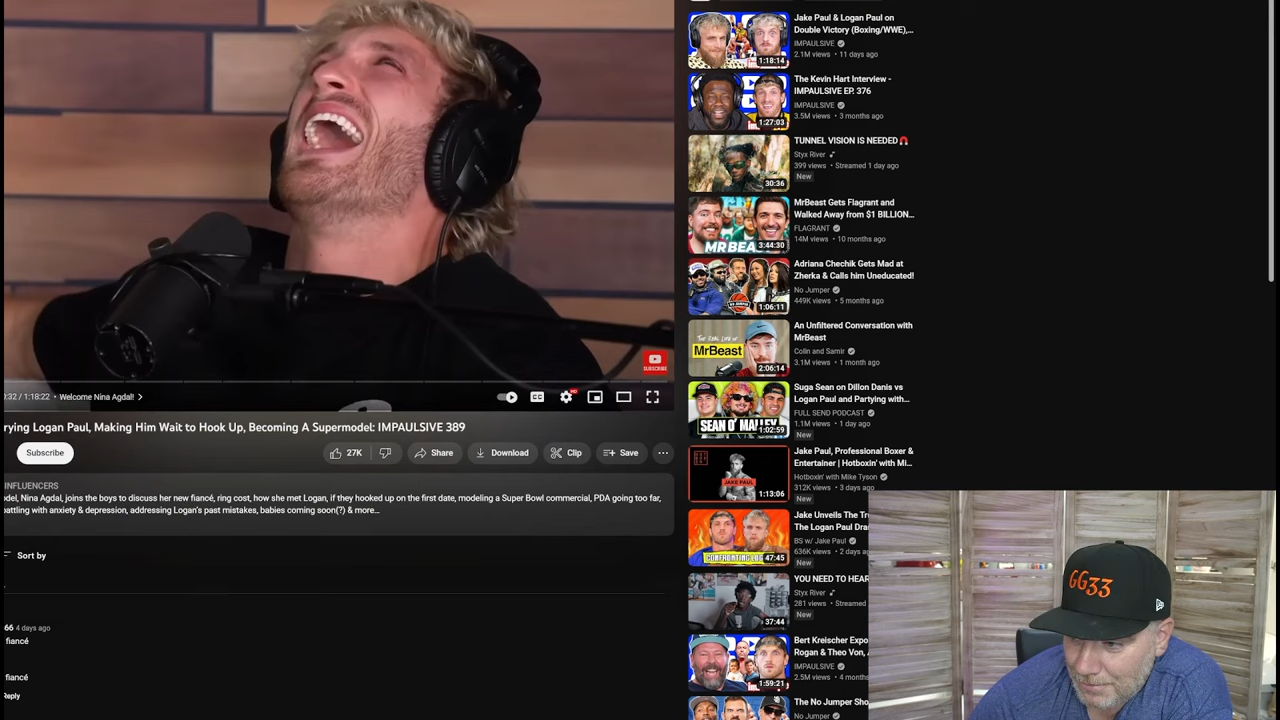 SUBSCRIBE
:32 / 1:18:22 • Welcome Nina Agdal!
CC
HD
rying Logan Paul, Making Him Wait to Hook Up, Becoming A Supermodel: IMPAULSIVE 389
Subscribe
27K
Share
Download
Clip
Save
INFLUENCERS
del, Nina Agdal, joins the boys to discuss her new fiancé, ring cost, how she met Logan, if they hooked up on the first date, modeling a Super Bowl commercial, PDA going too far,
attling with anxiety & depression, addressing Logan's past mistakes, babies coming soon(?) & more...
Sort by
66 4 days ago
fiancé
fiancé
Reply
1:18:14
Jake Paul & Logan Paul on
Double Victory (Boxing/WWE),...
IMPAULSIVE
2.1M views • 11 days ago
1:27:03
The Kevin Hart Interview -
IMPAULSIVE EP. 376
IMPAULSIVE
3.5M views • 3 months ago
30:36
TUNNEL VISION IS NEEDED
Styx River
399 views • Streamed 1 day ago
New
MR BEA
3:44:30
MrBeast Gets Flagrant and
Walked Away from $1 BILLION...
FLAGRANT
14M views • 10 months ago
1:06:11
Adriana Chechik Gets Mad at
Zherka & Calls him Uneducated!
No Jumper
449K views • 5 months ago
THE REAL LIFE OF
MrBeast
2:06:14
An Unfiltered Conversation with
MrBeast
Colin and Samir
3.1M views • 1 month ago
SEAN O'MALLEY
1:02:59
Suga Sean on Dillon Danis vs
Logan Paul and Partying with...
FULL SEND PODCAST
1.1M views • 1 day ago
New
JAKE PAUL
1:13:06
Jake Paul, Professional Boxer &
Entertainer | Hotboxin' with Mi...
Hotboxin' with Mike Tyson
312K views • 3 days ago
New
CONFRONTING LOG
47:45
Jake Unveils The Tr
The Logan Paul Dra
BS w/ Jake Paul
636K views • 2 days ag
New
37:44
YOU NEED TO HEAR
Styx River
281 views • Streamed
New
1:59:21
Bert Kreischer Expo
Rogan & Theo Von,
IMPAULSIVE
2.5M views • 4 months
The No Jumper Show
No Jumper
GG33